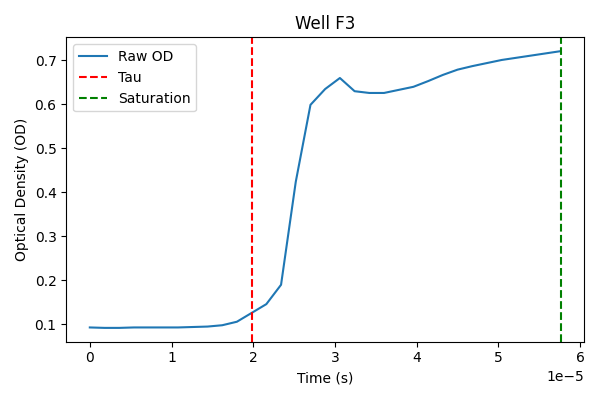 Well F3
Raw OD
Tau
Saturation
Optical Density (OD)
0.7
0.6
0.5
0.4
0.3
0.2
0.1
0 1 2 3 4 5 6
1e−5
Time (s)